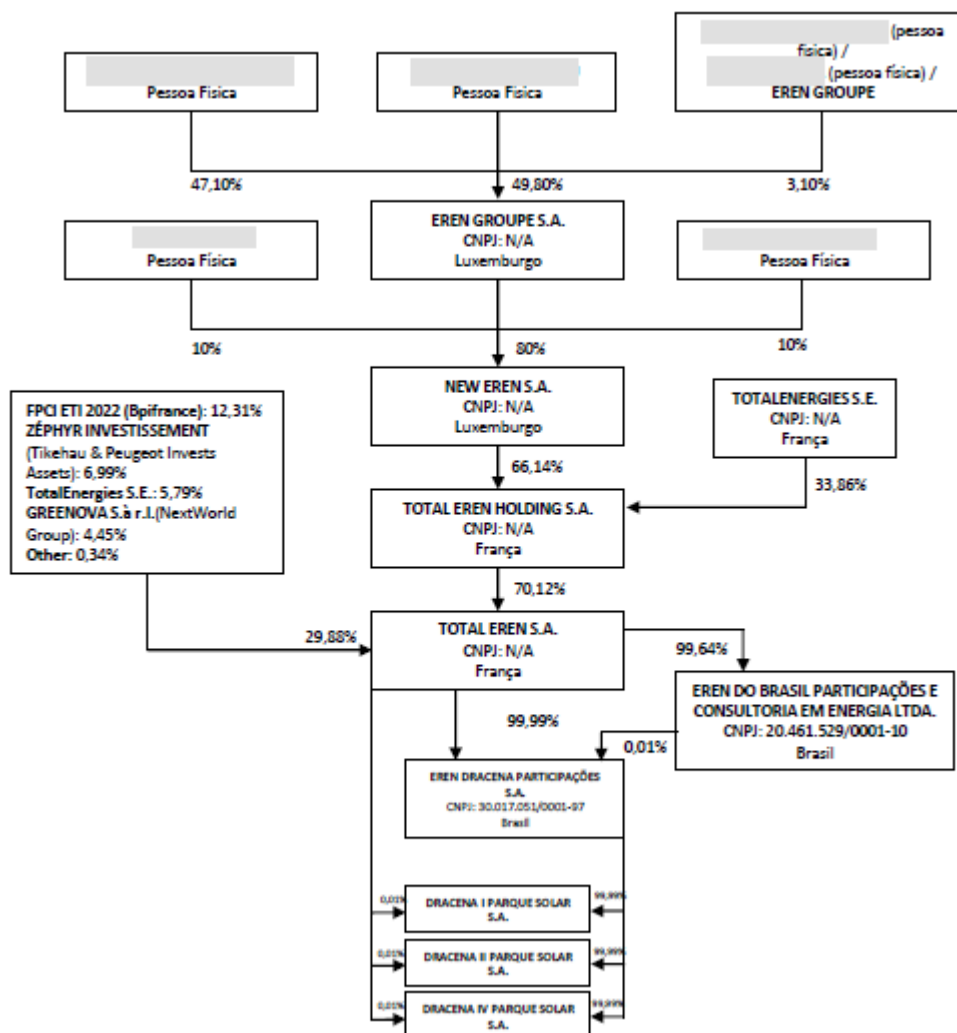 (pessoa
física) /
(pessoa física) /
EREN GROUPE
Pessoa Física
Pessoa Física
47,10%
49,80%
3,10%
EREN GROUPE S.A.
CNPJ: N/A
Luxemburgo
Pessoa Física
Pessoa Física
10%
80%
10%
NEW EREN S.A.
CNPJ: N/A
Luxemburgo
TOTALENERGIES S.E.
CNPJ: N/A
França
FPCI ETI 2022 (Bpifrance): 12,31%
ZÉPHYR INVESTISSEMENT
(Tikehau & Peugeot Invests
Assets): 6,99%
TotalEnergies S.E.: 5,79%
GREENOVA S.à r.l.(NextWorld
Group): 4,45%
Other: 0,34%
66,14%
33,86%
TOTAL EREN HOLDING S.A.
CNPJ: N/A
França
70,12%
29,88%
TOTAL EREN S.A.
CNPJ: N/A
França
99,64%
EREN DO BRASIL PARTICIPAÇÕES E
CONSULTORIA EM ENERGIA LTDA.
CNPJ: 20.461.529/0001-10
Brasil
99,99%
0,01%
EREN DRACENA PARTICIPAÇÕES
S.A.
CNPJ: 30.017.051/0001-97
Brasil
0,01%
DRACENA I PARQUE SOLAR
S.A.
99,99%
0,01%
DRACENA II PARQUE SOLAR
S.A.
99,99%
0,01%
DRACENA IV PARQUE SOLAR
S.A.
99,99%